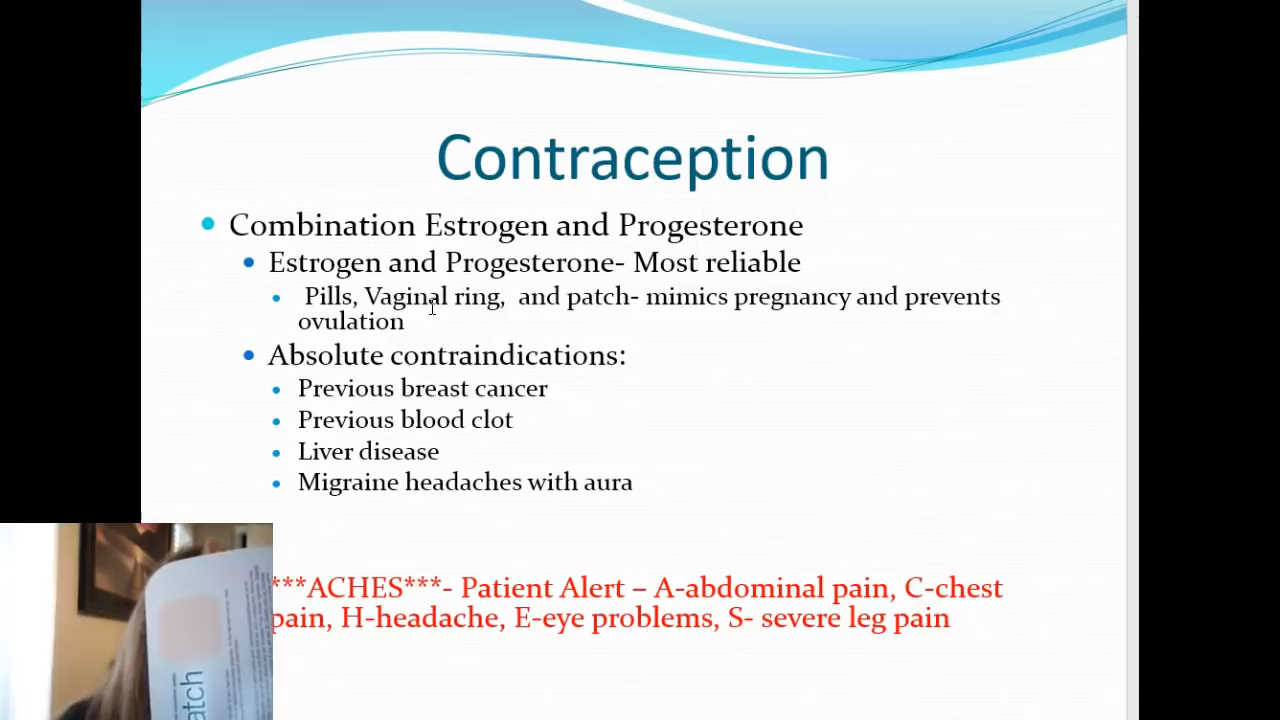 Contraception
Combination Estrogen and Progesterone
Estrogen and Progesterone- Most reliable
Pills, Vaginal ring, and patch- mimics pregnancy and prevents
ovulation
Absolute contraindications:
Previous breast cancer
Previous blood clot
Liver disease
Migraine headaches with aura
***ACHES***- Patient Alert – A-abdominal pain, C-chest
pain, H-headache, E-eye problems, S- severe leg pain
atch